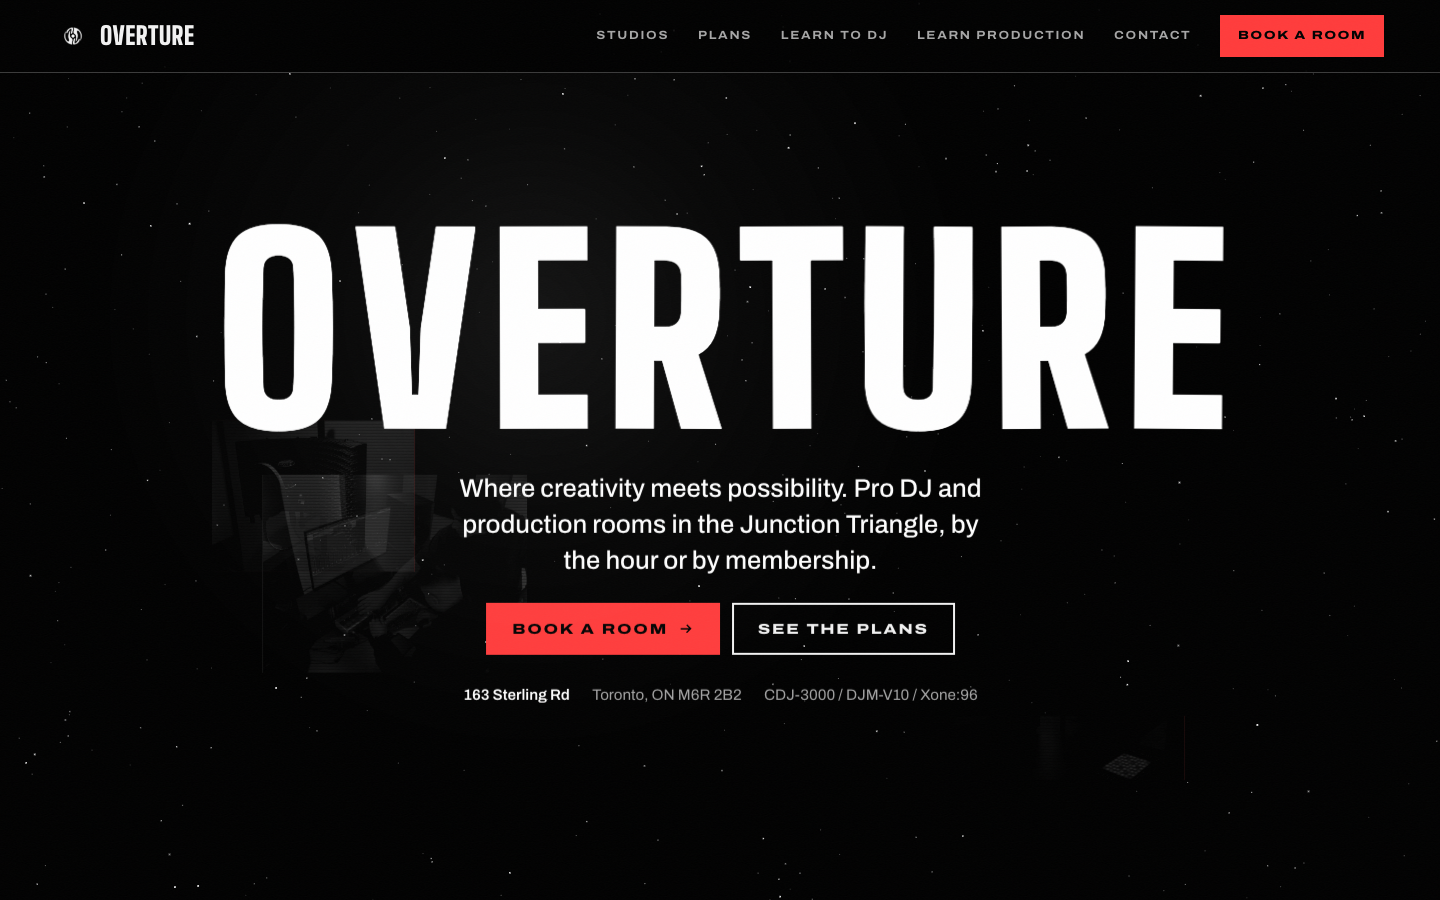 OVERTURE
STUDIOS
PLANS
LEARN TO DJ
LEARN PRODUCTION
CONTACT
BOOK A ROOM
OVERTURE
Where creativity meets possibility. Pro DJ and
production rooms in the Junction Triangle, by
the hour or by membership.
BOOK A ROOM →
SEE THE PLANS
163 Sterling Rd
Toronto, ON M6R 2B2
CDJ-3000 / DJM-V10 / Xone:96